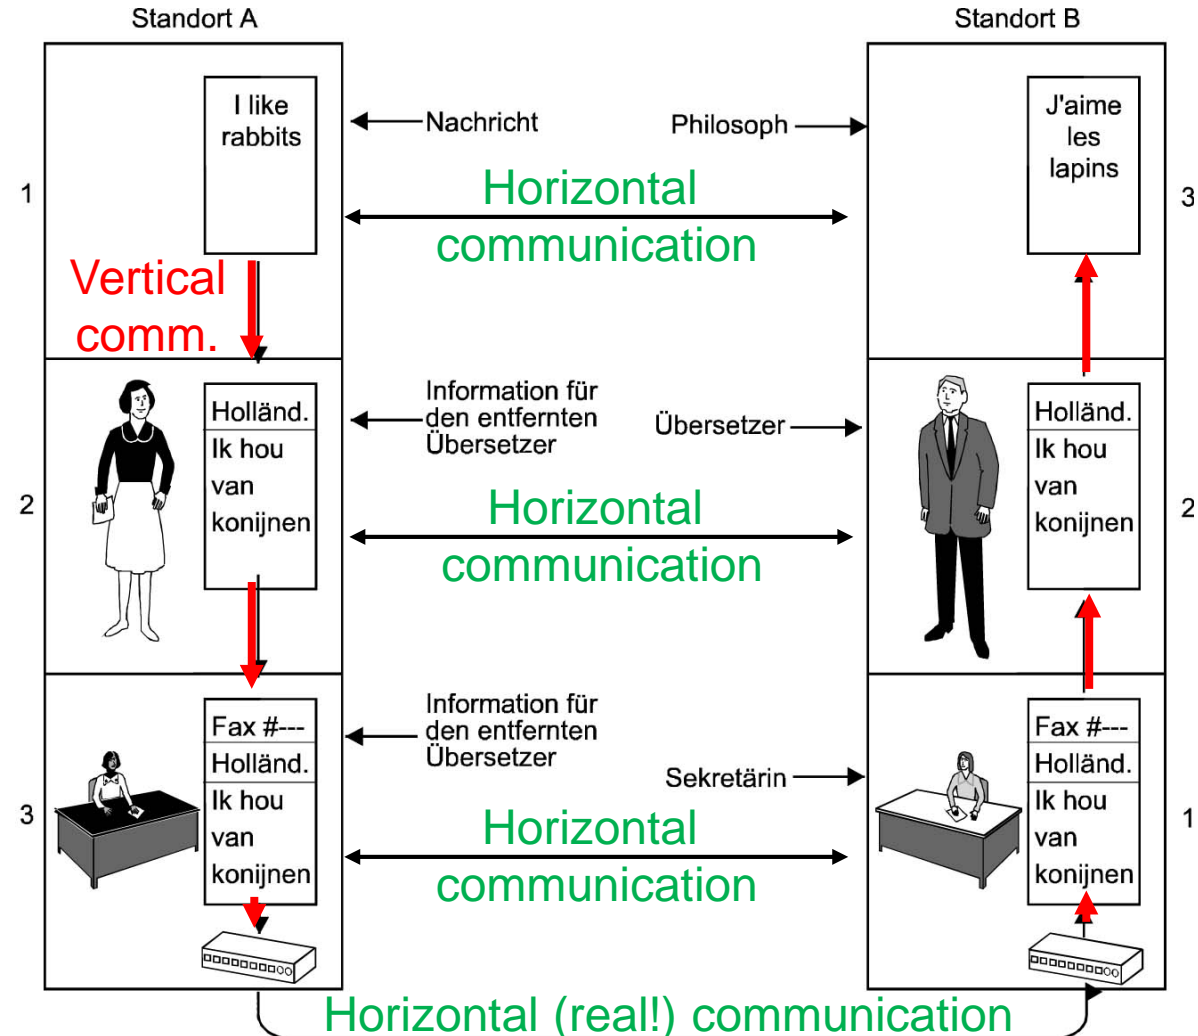 Standort A
Standort B
I like
rabbits
Nachricht
Philosoph
J'aime
les
lapins
1
Horizontal
communication
3
Vertical
comm.
Holländ.
Ik hou
van
konijnen
Information für
den entfernten
Übersetzer
Übersetzer
Holländ.
Ik hou
van
konijnen
2
Horizontal
communication
2
Fax #---
Holländ.
Ik hou
van
konijnen
Information für
den entfernten
Übersetzer
Sekretärin
Fax #---
Holländ.
Ik hou
van
konijnen
3
Horizontal
communication
1
Horizontal (real!) communication